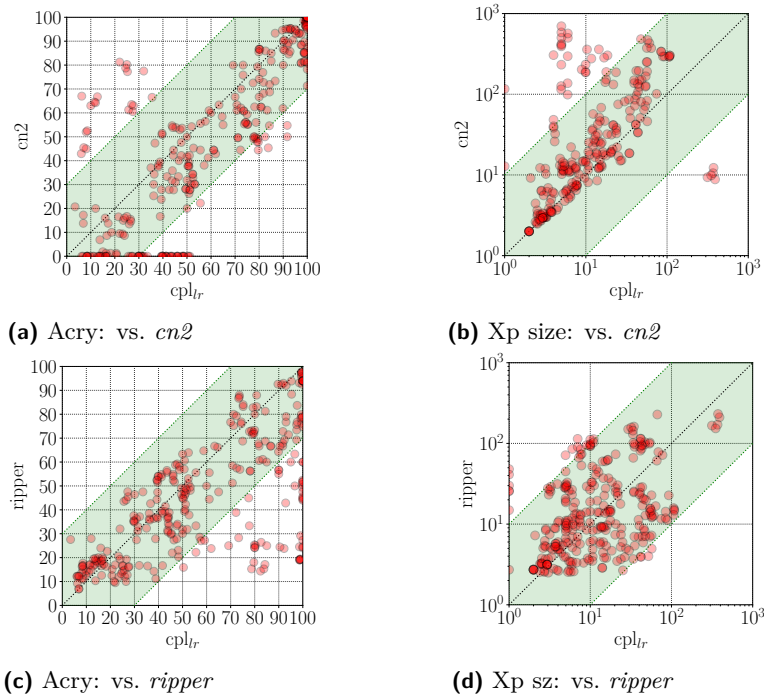 100
90
80
70
60
50
40
30
20
10
0
cn2
0 10 20 30 40 50 60 70 80 90 100
cpl_lr
(a) Acry: vs. cn2
10^3
10^2
10^1
10^0
cn2
10^0 10^1 10^2 10^3
cpl_lr
(b) Xp size: vs. cn2
100
90
80
70
60
50
40
30
20
10
0
ripper
0 10 20 30 40 50 60 70 80 90 100
cpl_lr
(c) Acry: vs. ripper
10^3
10^2
10^1
10^0
ripper
10^0 10^1 10^2 10^3
cpl_lr
(d) Xp sz: vs. ripper